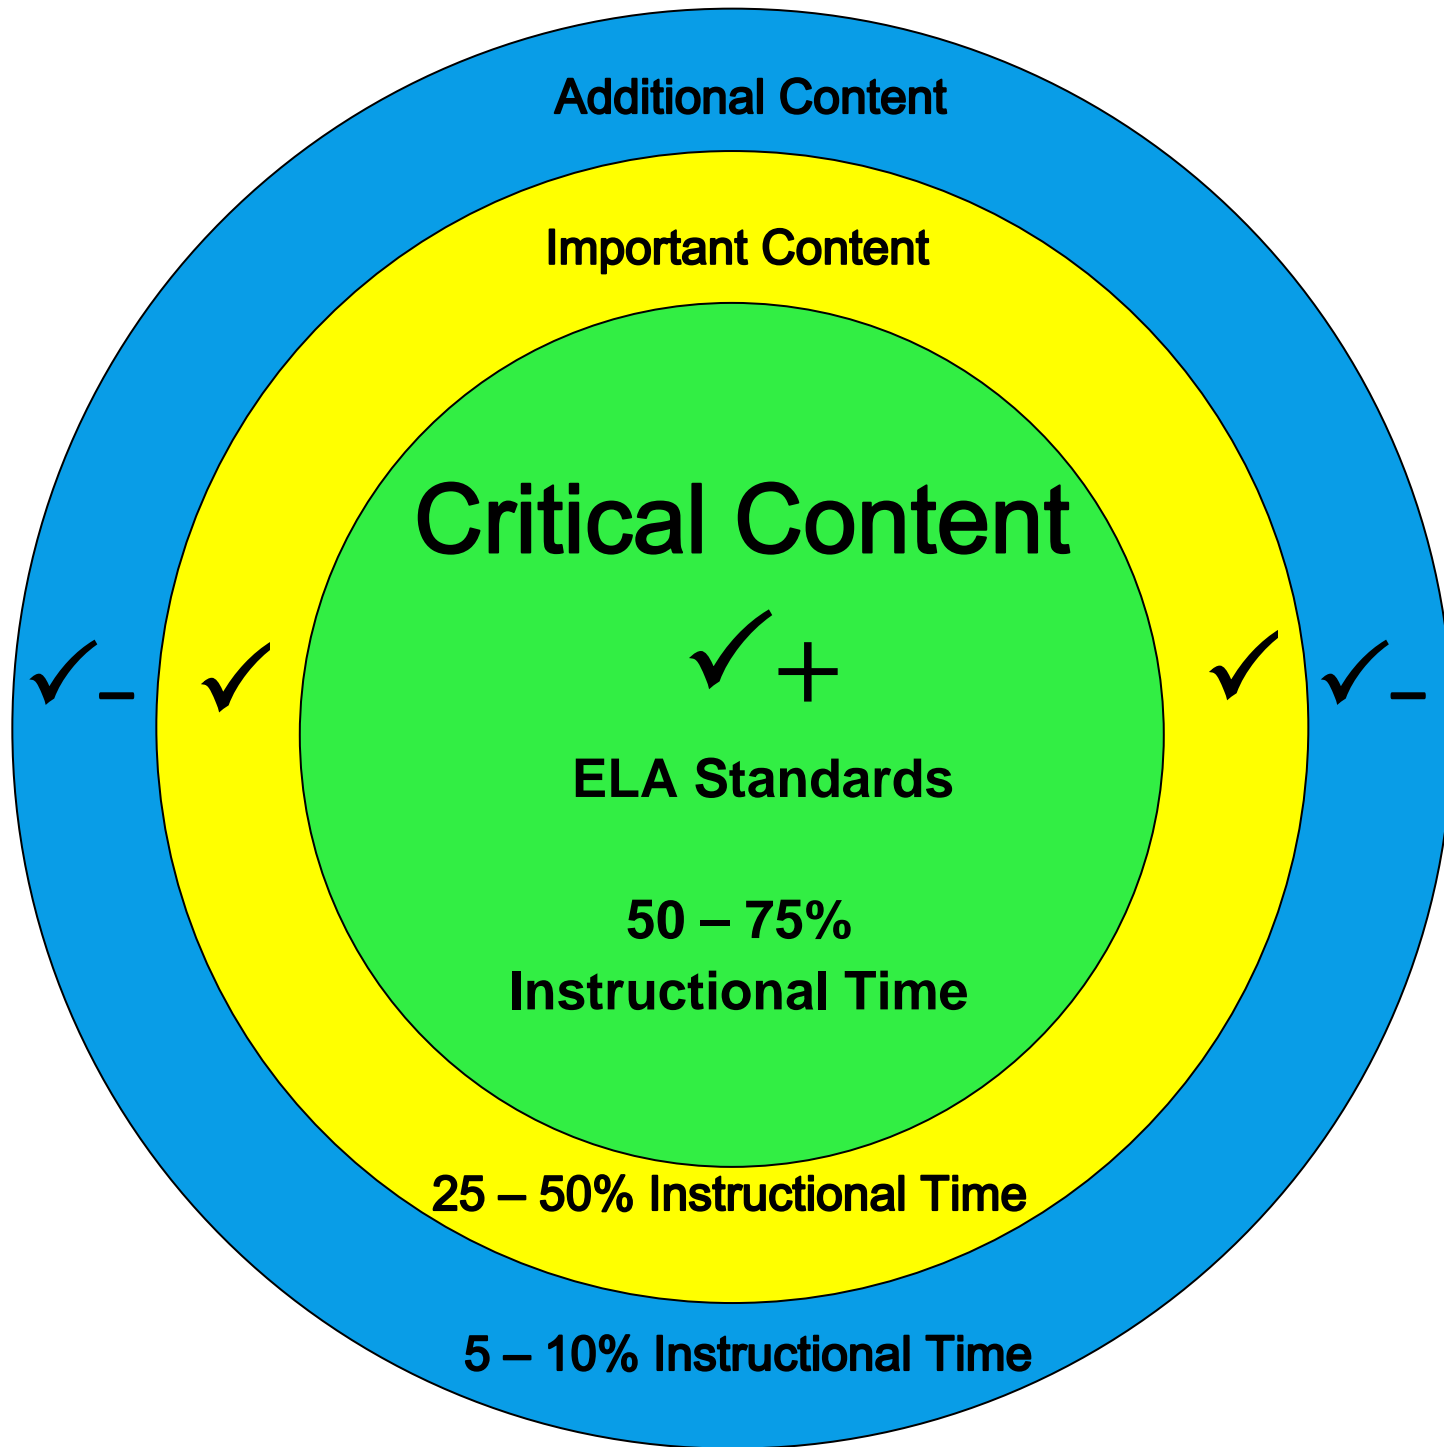 Additional Content
Important Content
Critical Content
✓+
✓– ✓ ✓ ✓–
ELA Standards
50 – 75%
Instructional Time
25 – 50% Instructional Time
5 – 10% Instructional Time